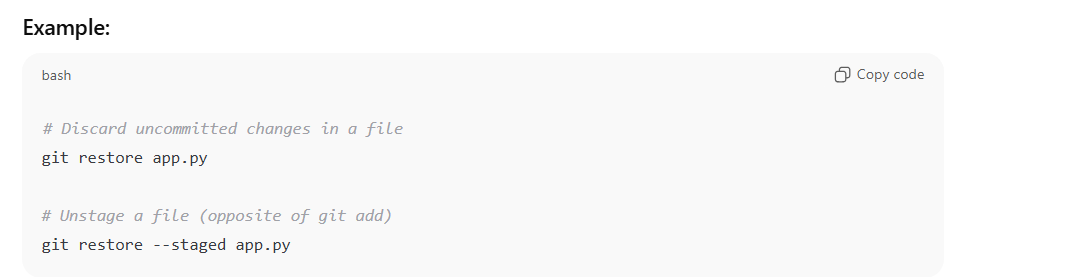 Example:
bash
Copy code
# Discard uncommitted changes in a file
git restore app.py
# Unstage a file (opposite of git add)
git restore --staged app.py